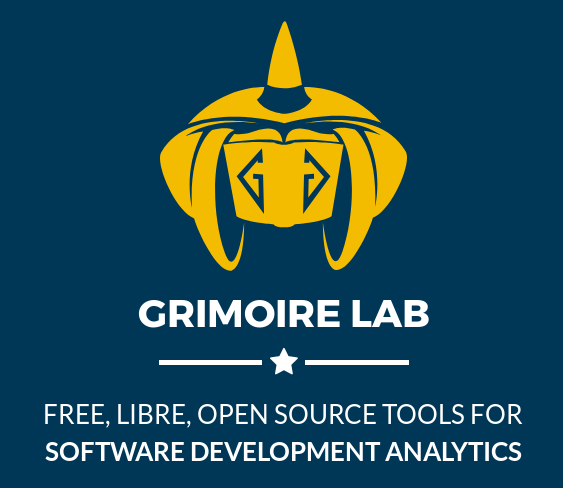 GRIMOIRE LAB
FREE, LIBRE, OPEN SOURCE TOOLS FOR
SOFTWARE DEVELOPMENT ANALYTICS